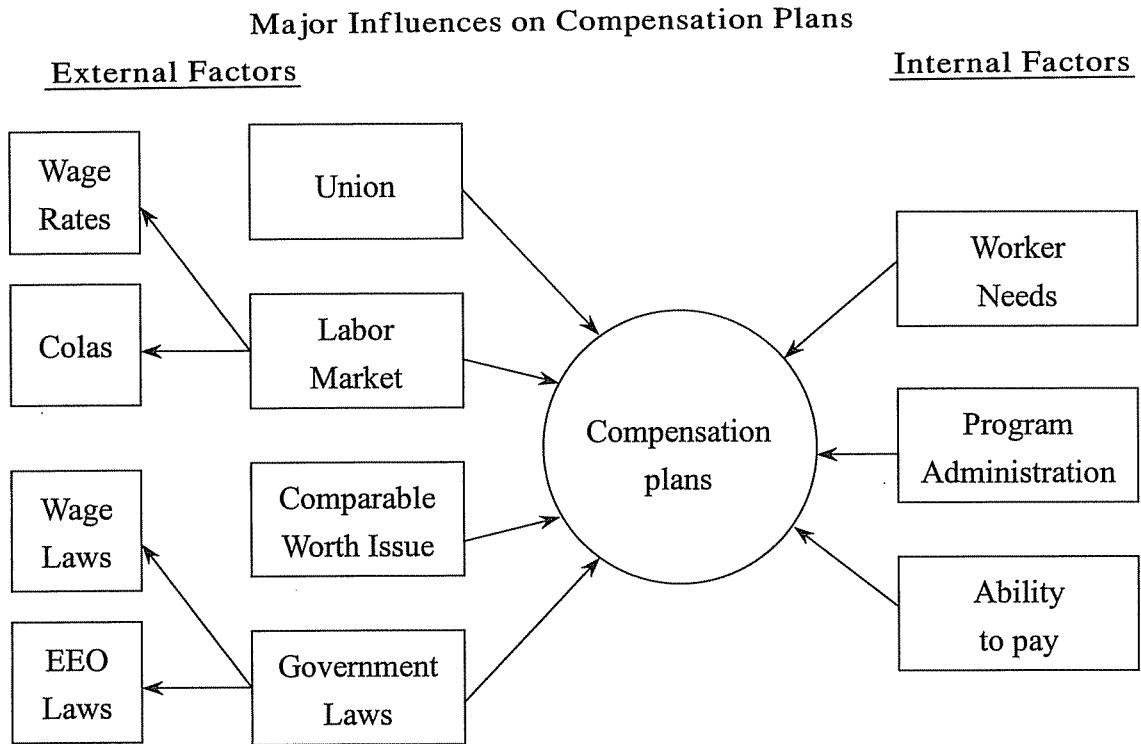 Major Influences on Compensation Plans
External Factors
Internal Factors
Wage
Rates
Union
Colas
Labor
Market
Wage
Laws
Comparable
Worth Issue
EEO
Laws
Government
Laws
Compensation
plans
Worker
Needs
Program
Administration
Ability
to pay